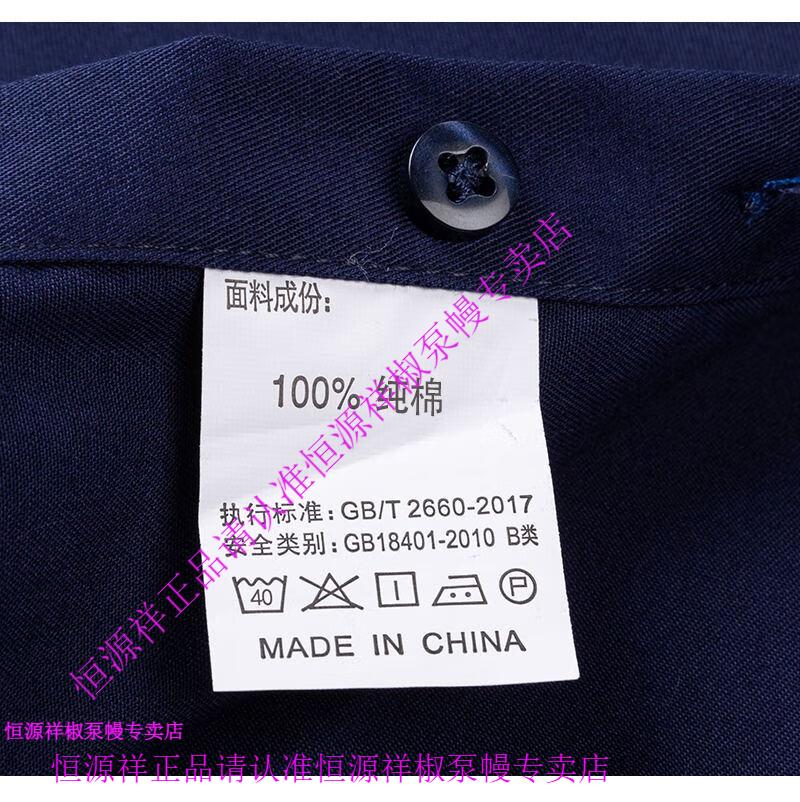 面料成份:
100% 纯棉
执行标准:GB/T 2660-2017
安全类别:GB18401-2010 B类
40
P
MADE IN CHINA
恒源祥正品请认准恒源祥椒泵幔专卖店
恒源祥椒泵幔专卖店
恒源祥正品请认准恒源祥椒泵幔专卖店